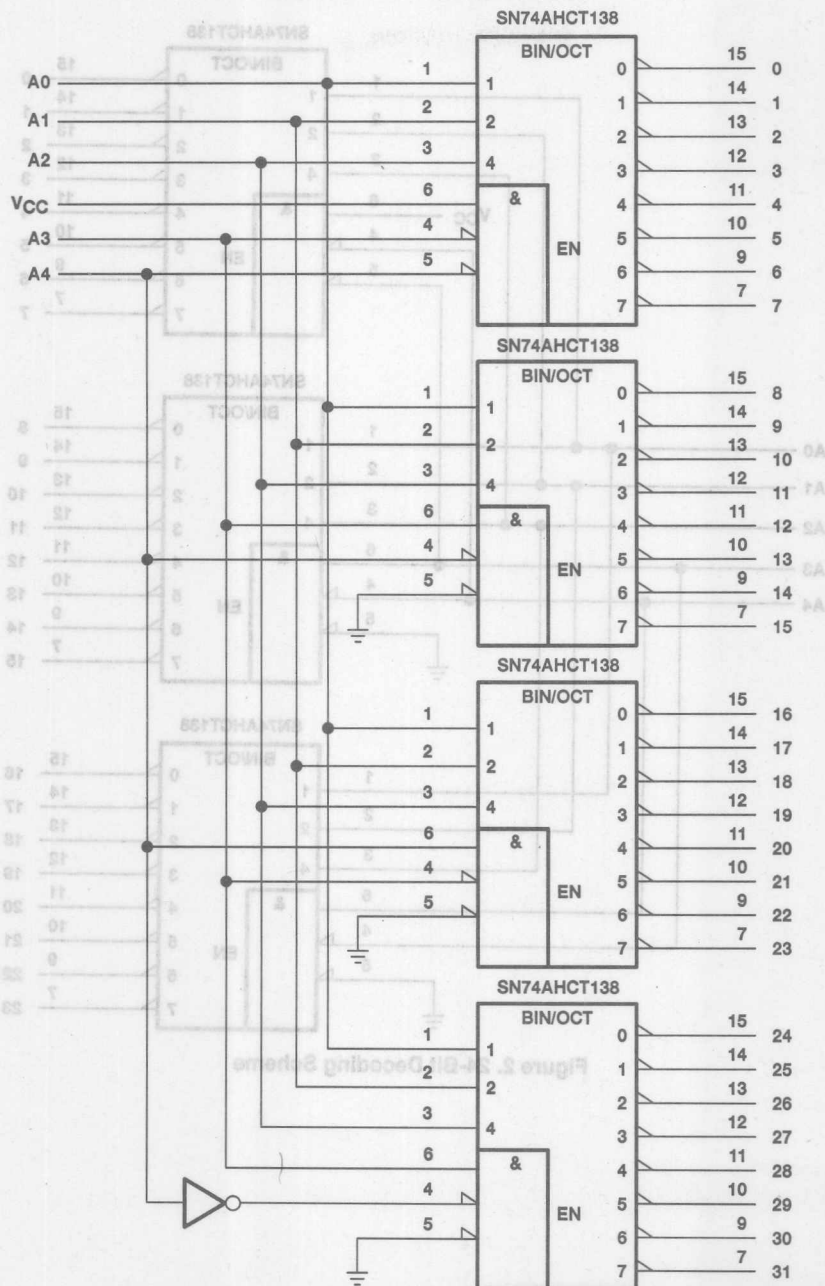 SN74AHCT138
BIN/OCT
A0 1 1 0 15 0
A1 2 2 1 14 1
A2 3 4 2 13 2
3 12 3
VCC 6 & 4 11 4
A3 4 EN 5 10 5
A4 5 6 9 6
7 7 7
SN74AHCT138
BIN/OCT
1 1 0 15 8
2 2 1 14 9
3 4 2 13 10
3 12 11
6 & 4 11 12
4 EN 5 10 13
5 6 9 14
7 7 15
SN74AHCT138
BIN/OCT
1 1 0 15 16
2 2 1 14 17
3 4 2 13 18
3 12 19
6 & 4 11 20
4 EN 5 10 21
5 6 9 22
7 7 23
SN74AHCT138
BIN/OCT
1 1 0 15 24
2 2 1 14 25
3 4 2 13 26
3 12 27
6 & 4 11 28
4 EN 5 10 29
5 6 9 30
7 7 31